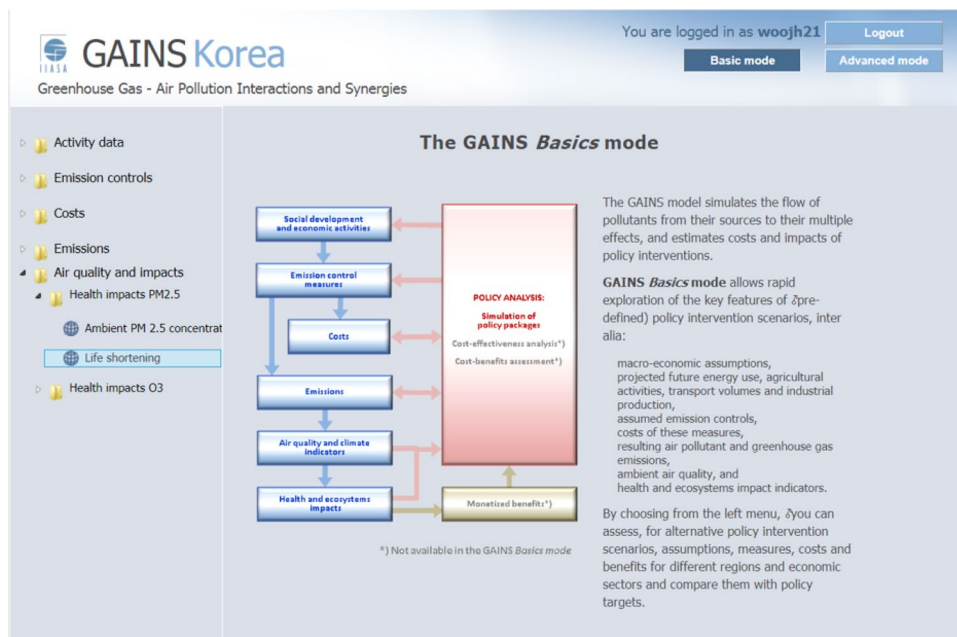 You are logged in as woojh21
Logout
IIASA
GAINS Korea
Basic mode
Advanced mode
Greenhouse Gas - Air Pollution Interactions and Synergies
Activity data
Emission controls
Costs
Emissions
Air quality and impacts
Health impacts PM2.5
Ambient PM 2.5 concentrat
Life shortening
Health impacts O3
The GAINS Basics mode
Social development
and economic activities
Emission control
measures
Costs
Emissions
Air quality and climate
indicators
Health and ecosystems
impacts
POLICY ANALYSIS:
Simulation of
policy packages
Cost-effectiveness analysis*)
Cost-benefits assessment*)
Monetized benefits*)
*) Not available in the GAINS Basics mode
The GAINS model simulates the flow of
pollutants from their sources to their multiple
effects, and estimates costs and impacts of
policy interventions.
GAINS Basics mode allows rapid
exploration of the key features of (pre-
defined) policy intervention scenarios, inter
alia:
macro-economic assumptions,
projected future energy use, agricultural
activities, transport volumes and industrial
production,
assumed emission controls,
costs of these measures,
resulting air pollutant and greenhouse gas
emissions,
ambient air quality, and
health and ecosystems impact indicators.
By choosing from the left menu, you can
assess, for alternative policy intervention
scenarios, assumptions, measures, costs and
benefits for different regions and economic
sectors and compare them with policy
targets.